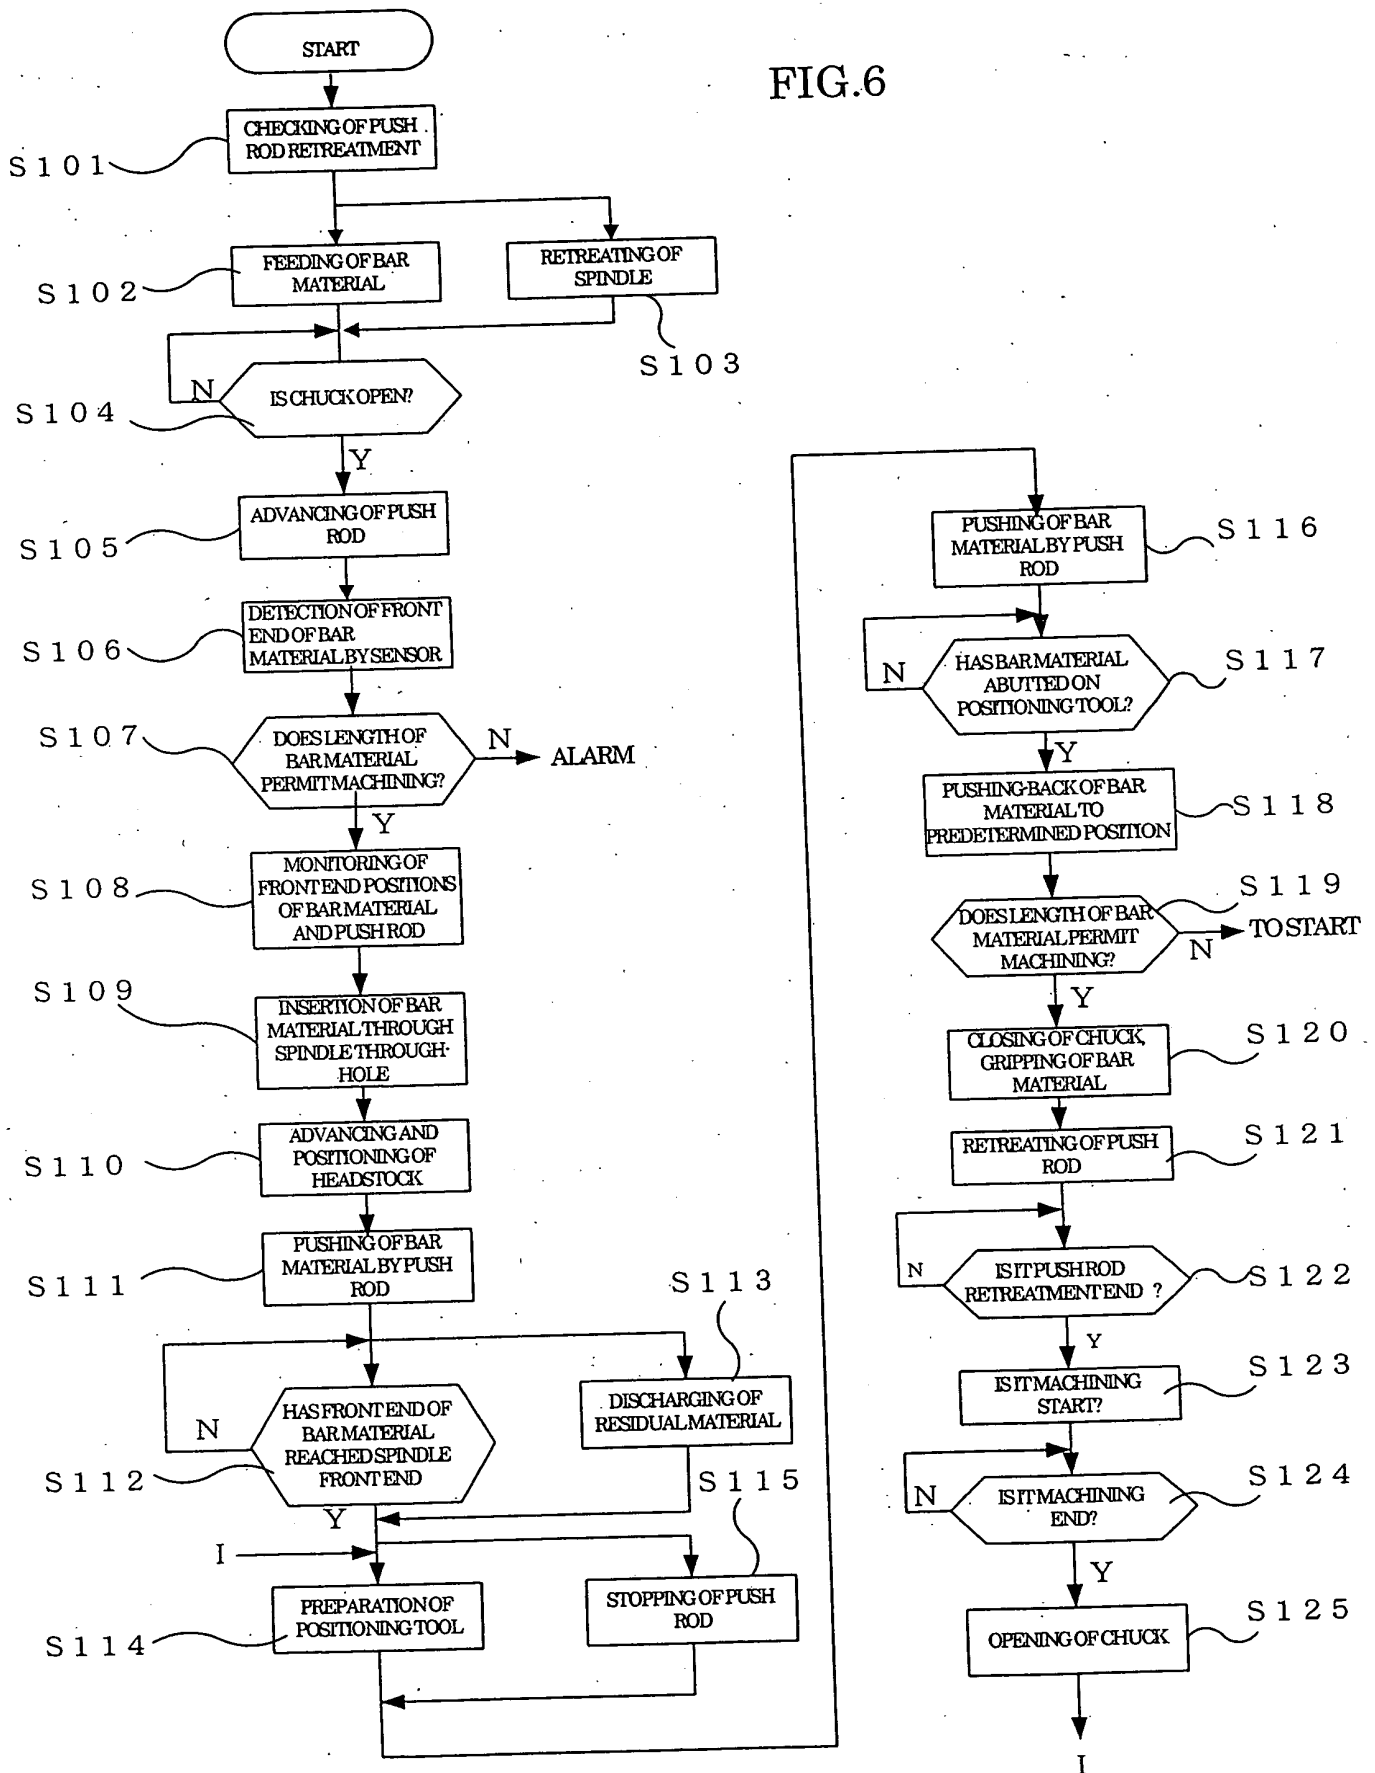 FIG.6
START
CHECKING OF PUSH
ROD RETREATMENT
S101
FEEDING OF BAR
MATERIAL
S102
RETREATING OF
SPINDLE
S103
N
IS CHUCK OPEN?
S104
Y
ADVANCING OF PUSH
ROD
S105
DETECTION OF FRONT
END OF BAR
MATERIAL BY SENSOR
S106
S107
DOES LENGTH OF
BAR MATERIAL
PERMIT MACHINING?
N
ALARM
Y
MONITORING OF
FRONT END POSITIONS
OF BAR MATERIAL
AND PUSH ROD
S108
S109
INSERTION OF BAR
MATERIAL THROUGH
SPINDLE THROUGH-
HOLE
ADVANCING AND
POSITIONING OF
HEADSTOCK
S110
PUSHING OF BAR
MATERIAL BY PUSH
ROD
S111
S113
DISCHARGING OF
RESIDUAL MATERIAL
N
HAS FRONT END OF
BAR MATERIAL
REACHED SPINDLE
FRONT END
S112
Y
S115
I
PREPARATION OF
POSITIONING TOOL
S114
STOPPING OF PUSH
ROD
PUSHING OF BAR
MATERIAL BY PUSH
ROD
S116
N
HAS BAR MATERIAL
ABUTTED ON
POSITIONING TOOL?
S117
Y
PUSHING-BACK OF BAR
MATERIAL TO
PREDETERMINED POSITION
S118
S119
DOES LENGTH OF BAR
MATERIAL PERMIT
MACHINING?
N
TO START
Y
CLOSING OF CHUCK,
GRIPPING OF BAR
MATERIAL
S120
RETREATING OF PUSH
ROD
S121
N
IS IT PUSH ROD
RETREATMENT END ?
S122
Y
IS IT MACHINING
START?
S123
N
IS IT MACHINING
END?
S124
Y
OPENING OF CHUCK
S125
I